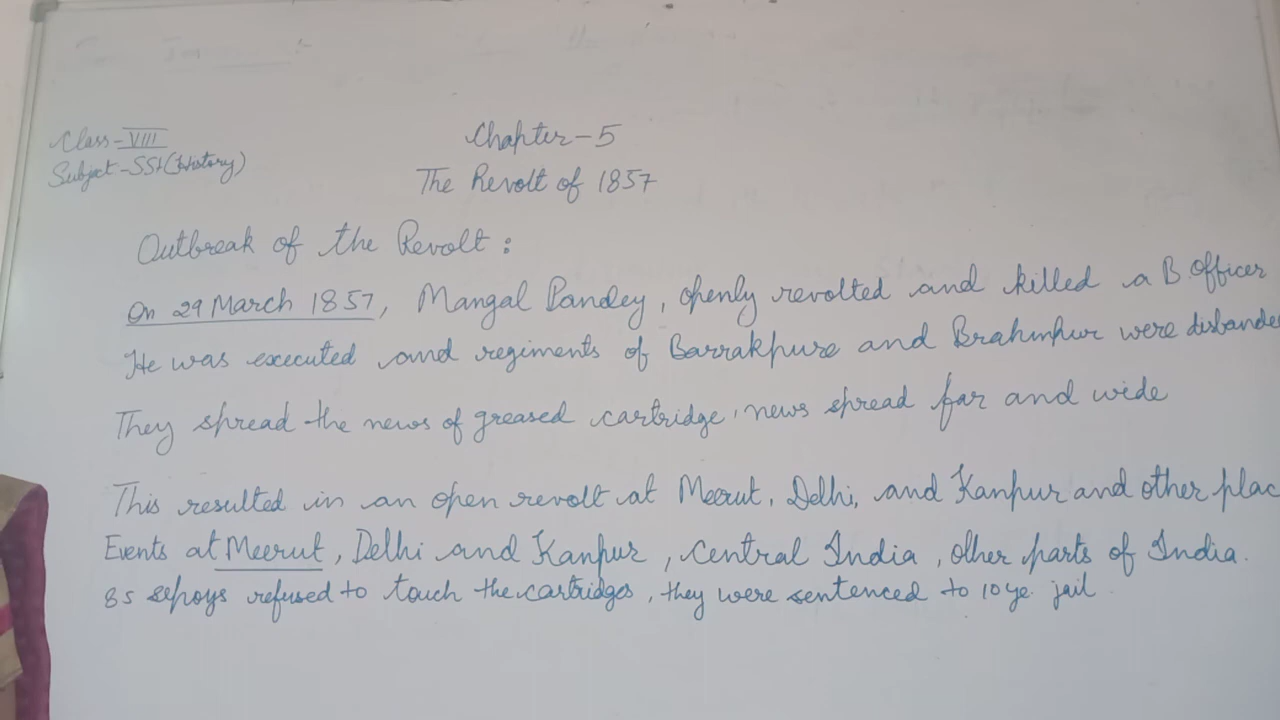 Class-VIII
Subject-SSt(History)
Chapter-5
The Revolt of 1857
Outbreak of the Revolt :
On 29 March 1857, Mangal Pandey, openly revolted and killed a B officer
He was executed and regiments of Barrakpure and Brahmpur were disbande
They spread the news of greased cartridge, news spread far and wide
This resulted in an open revolt at Meerut, Delhi, and Kanpur and other plac
Events at Meerut, Delhi and Kanpur, Central India, other parts of India.
85 sepoys refused to touch the cartridges, they were sentenced to 10 ye. jail.